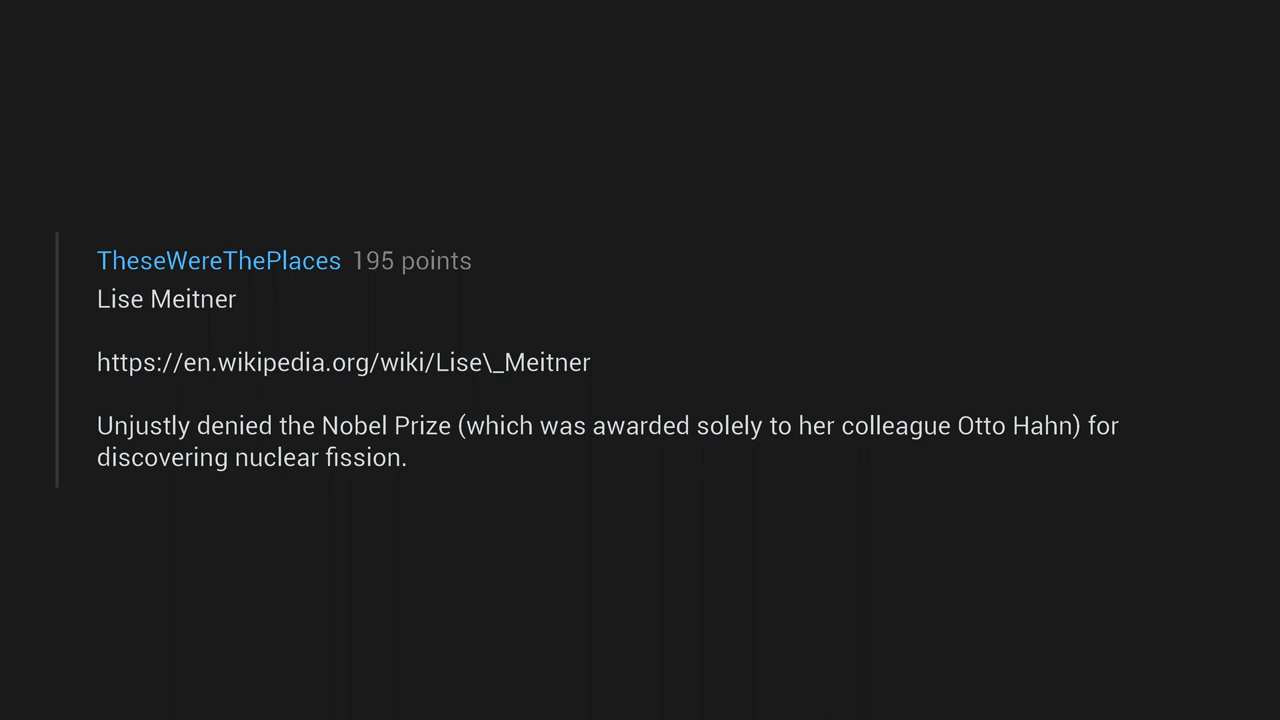 TheseWereThePlaces 195 points
Lise Meitner
https://en.wikipedia.org/wiki/Lise\_Meitner
Unjustly denied the Nobel Prize (which was awarded solely to her colleague Otto Hahn) for
discovering nuclear fission.